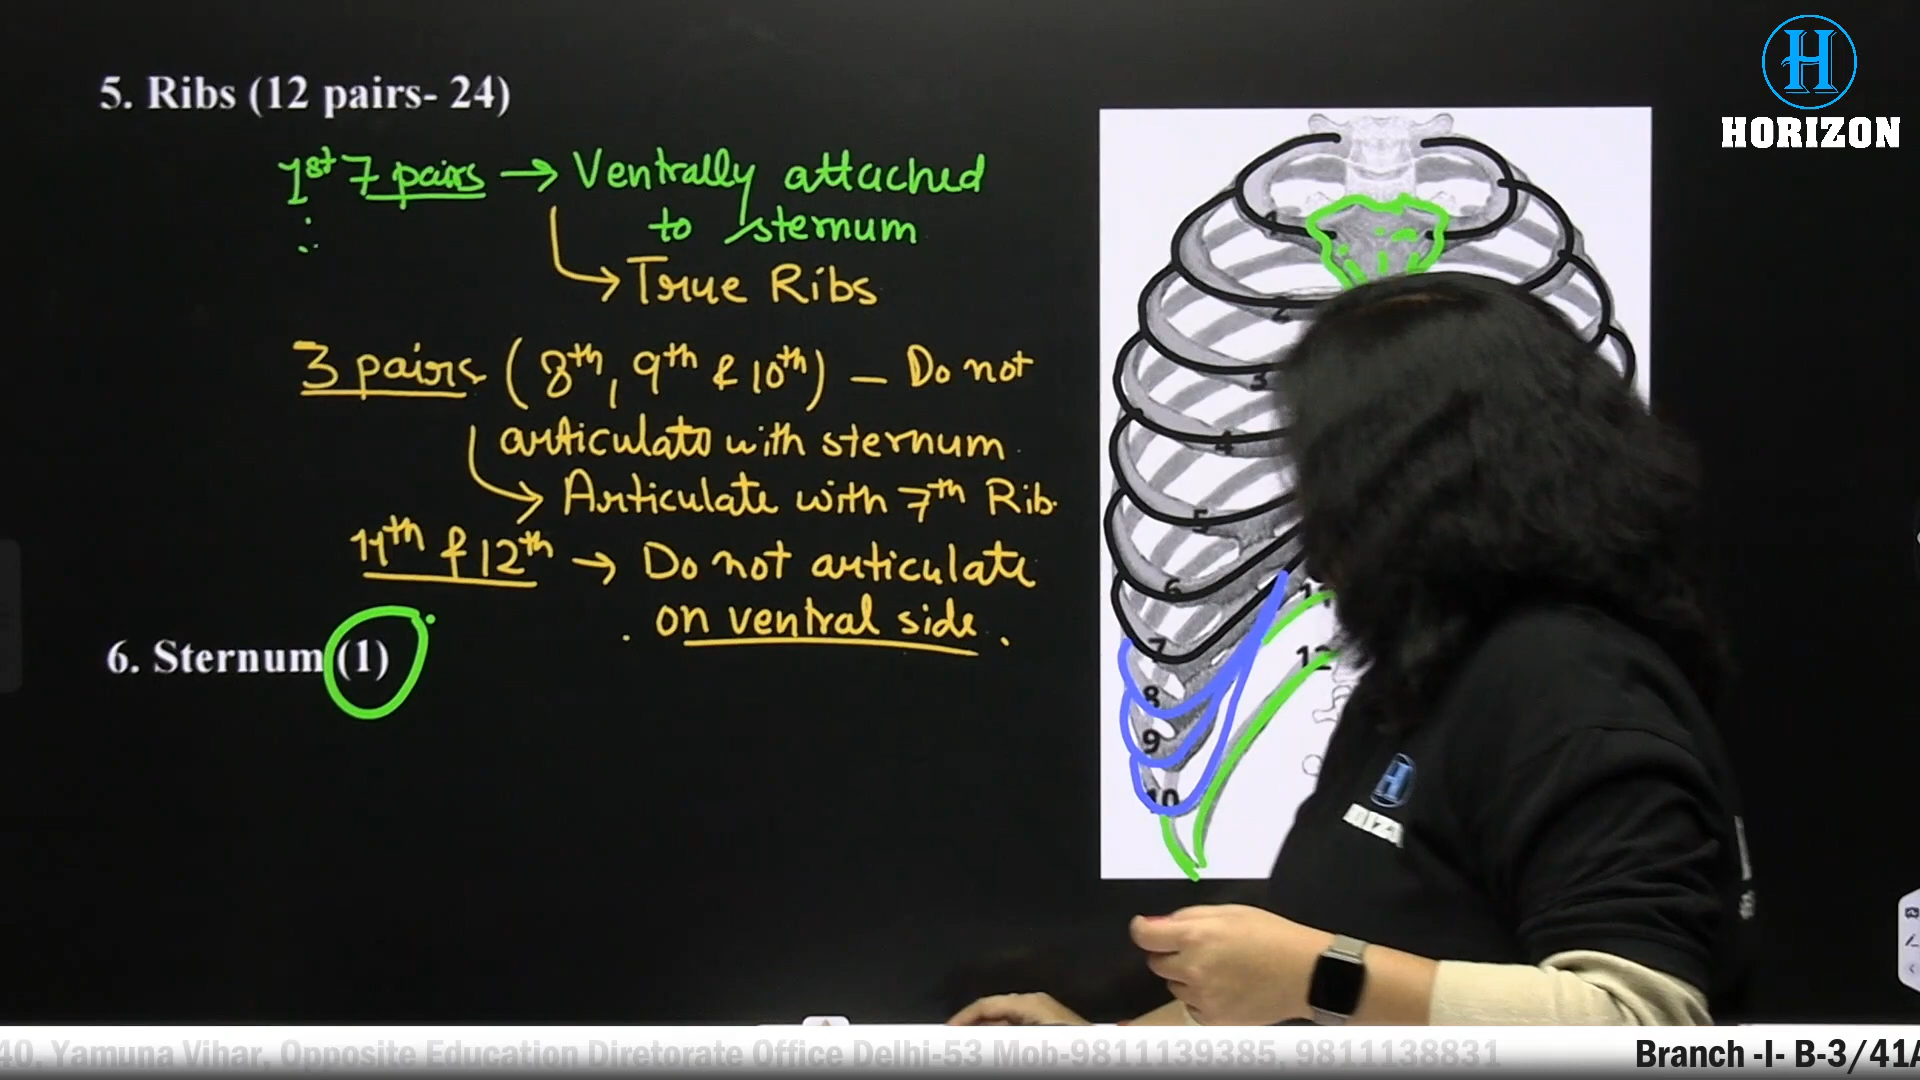 5. Ribs (12 pairs- 24)
1st 7 pairs → Ventrally attached
to sternum
→ True Ribs
3 pairs (8th, 9th & 10th) - Do not
articulate with sternum
→ Articulate with 7th Rib.
11th & 12th → Do not articulate
on ventral side.
6. Sternum (1)
H
HORIZON
1
2
3
4
5
6
7
8
9
10
11
12
H
40, Yamuna Vihar, Opposite Education Diretorate Office Delhi-53 Mob-9811139385, 9811138831
Branch -I- B-3/41A